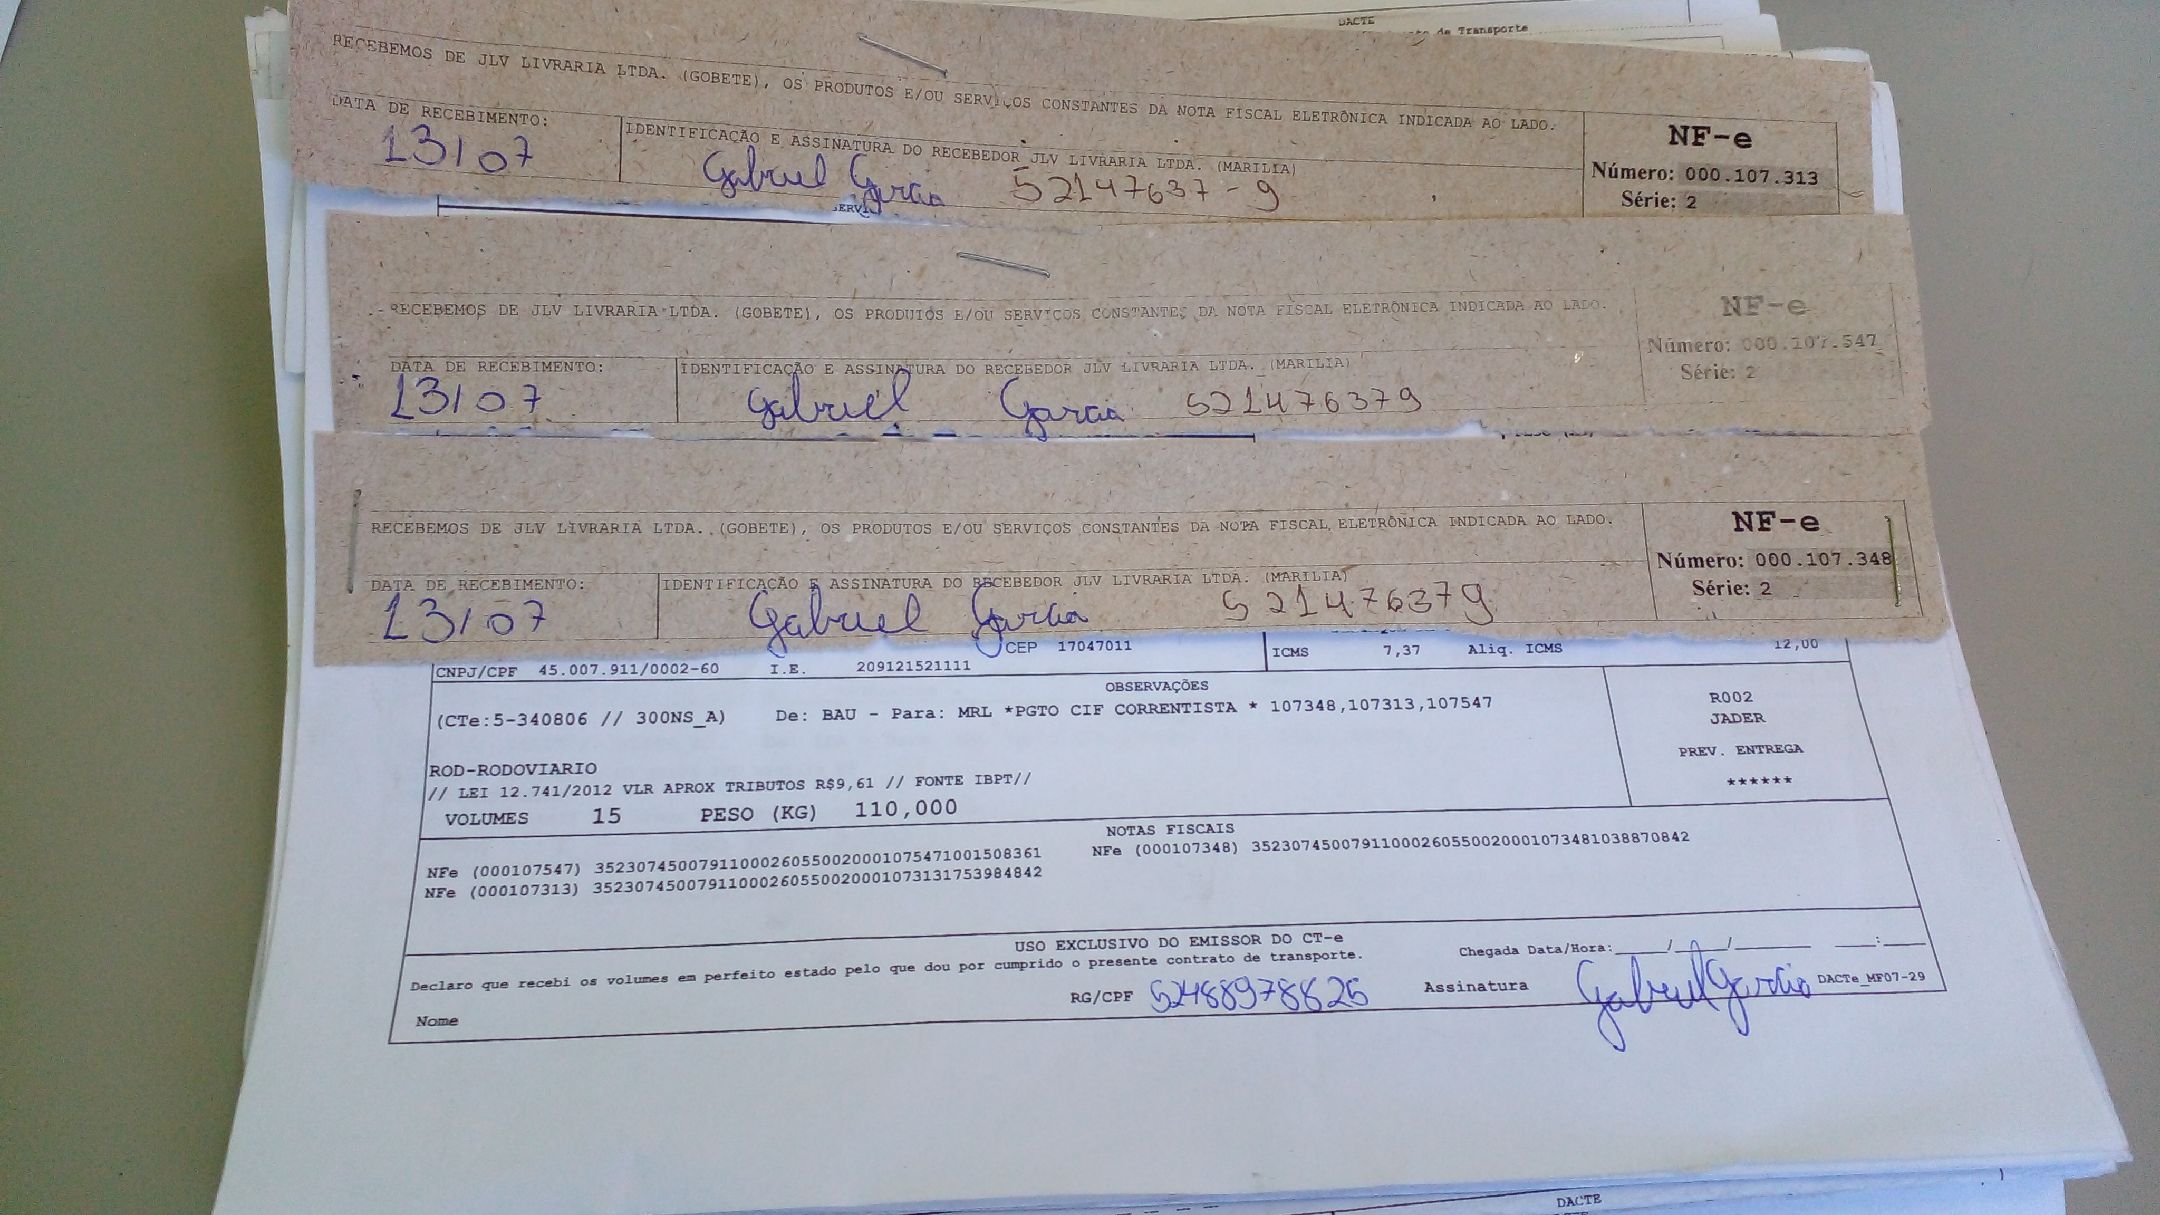 DACTE
de Transporte
RECEBEMOS DE JLV LIVRARIA LTDA. (GOBETE), OS PRODUTOS E/OU SERVIÇOS CONSTANTES DA NOTA FISCAL ELETRÔNICA INDICADA AO LADO.
DATA DE RECEBIMENTO:
13/07
IDENTIFICAÇÃO E ASSINATURA DO RECEBEDOR JLV LIVRARIA LTDA. (MARILIA)
Gabriel Garcia 52147637-9
NF-e
Número: 000.107.313
Série: 2
RECEBEMOS DE JLV LIVRARIA LTDA. (GOBETE), OS PRODUTOS E/OU SERVIÇOS CONSTANTES DA NOTA FISCAL ELETRÔNICA INDICADA AO LADO.
DATA DE RECEBIMENTO:
13/07
IDENTIFICAÇÃO E ASSINATURA DO RECEBEDOR JLV LIVRARIA LTDA. (MARILIA)
Gabriel Garcia 521476379
NF-e
Número: 000.107.547
Série: 2
RECEBEMOS DE JLV LIVRARIA LTDA. (GOBETE), OS PRODUTOS E/OU SERVIÇOS CONSTANTES DA NOTA FISCAL ELETRÔNICA INDICADA AO LADO.
DATA DE RECEBIMENTO:
13/07
IDENTIFICAÇÃO E ASSINATURA DO RECEBEDOR JLV LIVRARIA LTDA. (MARILIA)
Gabriel Garcia 521476379
NF-e
Número: 000.107.348
Série: 2
CEP 17047011
CNPJ/CPF 45.007.911/0002-60 I.E. 209121521111
ICMS 7,37 Aliq. ICMS 12,00
OBSERVAÇÕES
(CTe:5-340806 // 300NS_A) De: BAU - Para: MRL *PGTO CIF CORRENTISTA * 107348,107313,107547
ROD-RODOVIARIO
// LEI 12.741/2012 VLR APROX TRIBUTOS R$9,61 // FONTE IBPT//
VOLUMES 15 PESO (KG) 110,000
R002
JADER
PREV. ENTREGA
******
NOTAS FISCAIS
NFe (000107547) 35230745007911000260550020001075471001508361 NFe (000107348) 35230745007911000260550020001073481038870842
NFe (000107313) 35230745007911000260550020001073131753984842
USO EXCLUSIVO DO EMISSOR DO CT-e
Declaro que recebi os volumes em perfeito estado pelo que dou por cumprido o presente contrato de transporte.
Chegada Data/Hora:____/____/______ ___:___
Nome
RG/CPF 52488978826
Assinatura Gabriel Garcia DACTe_MF07-29
DACTE